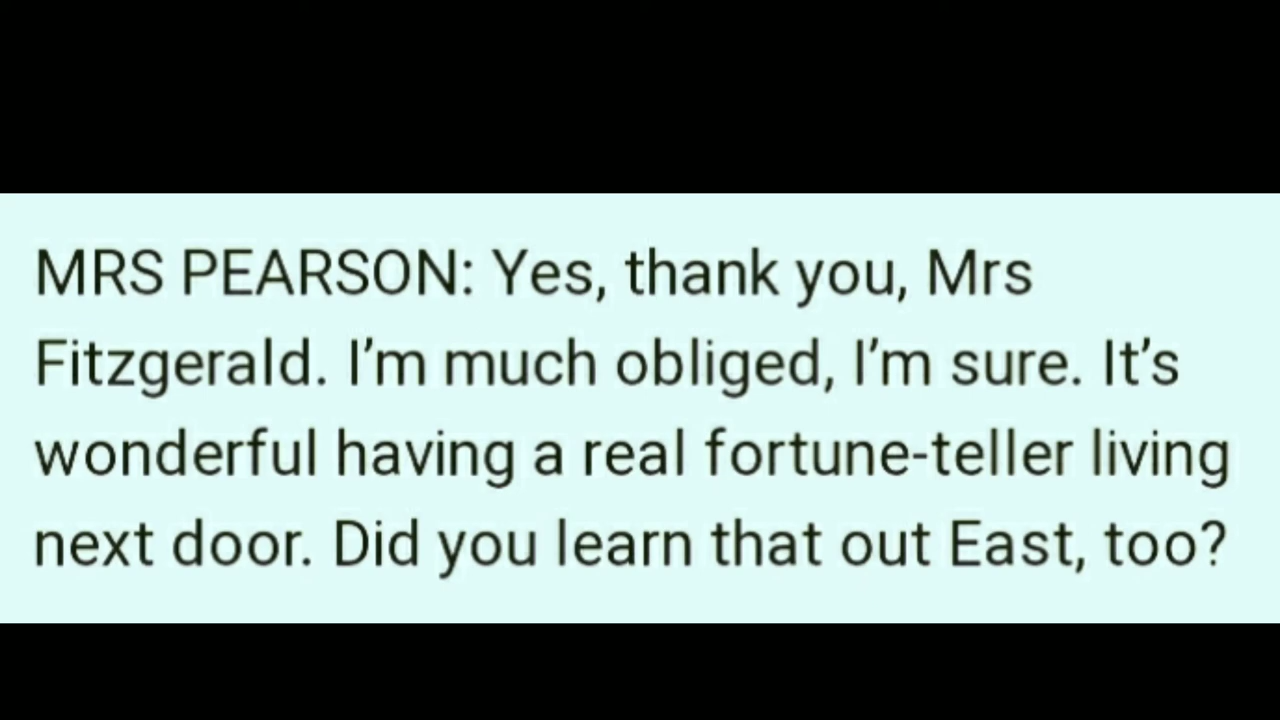 MRS PEARSON: Yes, thank you, Mrs
Fitzgerald. I’m much obliged, I’m sure. It’s
wonderful having a real fortune-teller living
next door. Did you learn that out East, too?